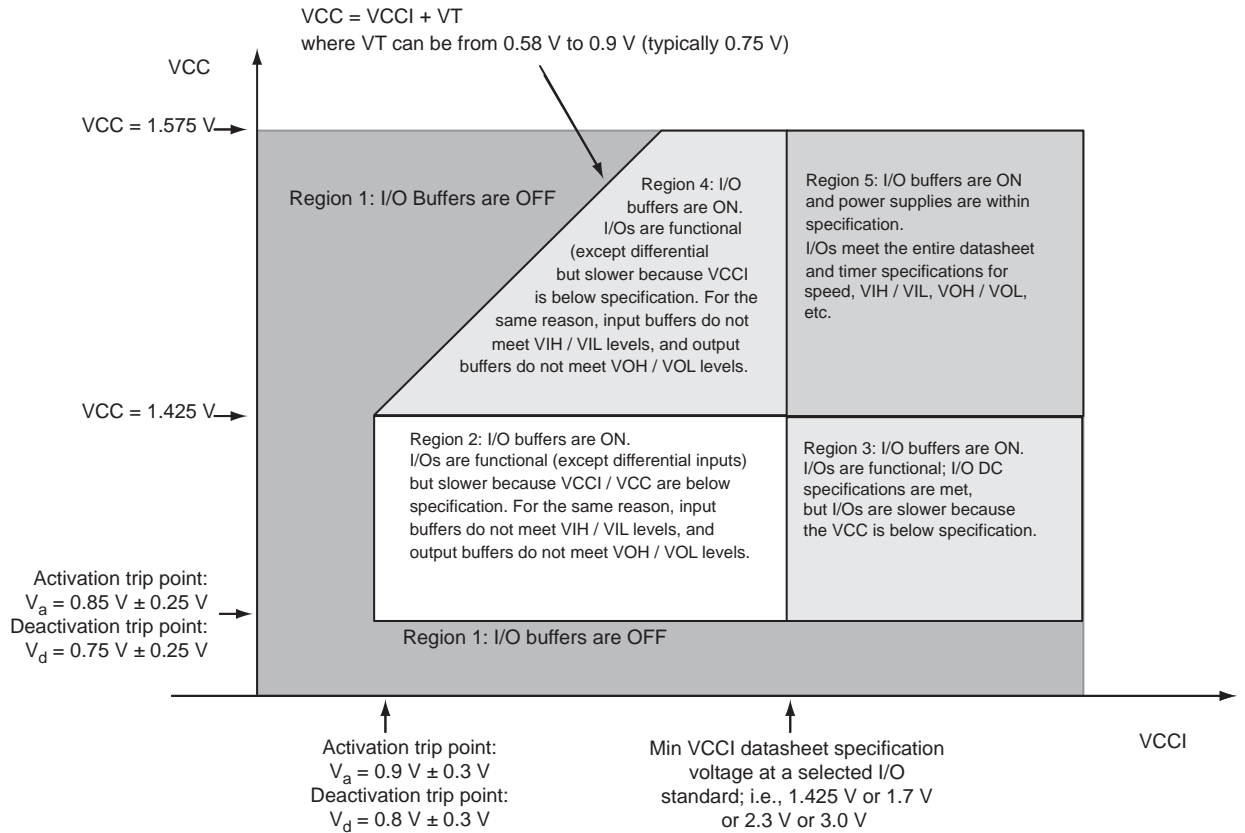 VCC = VCCI + VT
where VT can be from 0.58 V to 0.9 V (typically 0.75 V)
VCC
VCC = 1.575 V
Region 1: I/O Buffers are OFF
Region 4: I/O
buffers are ON.
I/Os are functional
(except differential
but slower because VCCI
is below specification. For the
same reason, input buffers do not
meet VIH / VIL levels, and output
buffers do not meet VOH / VOL levels.
Region 5: I/O buffers are ON
and power supplies are within
specification.
I/Os meet the entire datasheet
and timer specifications for
speed, VIH / VIL, VOH / VOL,
etc.
VCC = 1.425 V
Region 2: I/O buffers are ON.
I/Os are functional (except differential inputs)
but slower because VCCI / VCC are below
specification. For the same reason, input
buffers do not meet VIH / VIL levels, and
output buffers do not meet VOH / VOL levels.
Region 3: I/O buffers are ON.
I/Os are functional; I/O DC
specifications are met,
but I/Os are slower because
the VCC is below specification.
Activation trip point:
Va = 0.85 V ± 0.25 V
Deactivation trip point:
Vd = 0.75 V ± 0.25 V
Region 1: I/O buffers are OFF
VCCI
Activation trip point:
Va = 0.9 V ± 0.3 V
Deactivation trip point:
Vd = 0.8 V ± 0.3 V
Min VCCI datasheet specification
voltage at a selected I/O
standard; i.e., 1.425 V or 1.7 V
or 2.3 V or 3.0 V